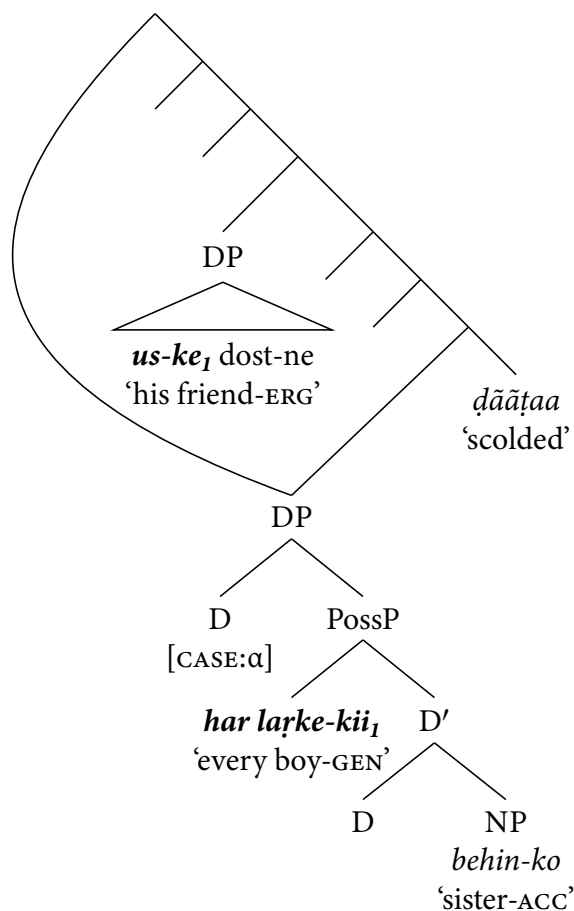 DP
us-ke₁ dost-ne
‘his friend-ERG’
ḍããṭaa
‘scolded’
DP
D PossP
[CASE:α]
har laṛke-kii₁ D′
‘every boy-GEN’
D NP
behin-ko
‘sister-ACC’